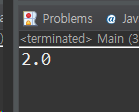 Problems @ Jav
<terminated> Main (3
2.0